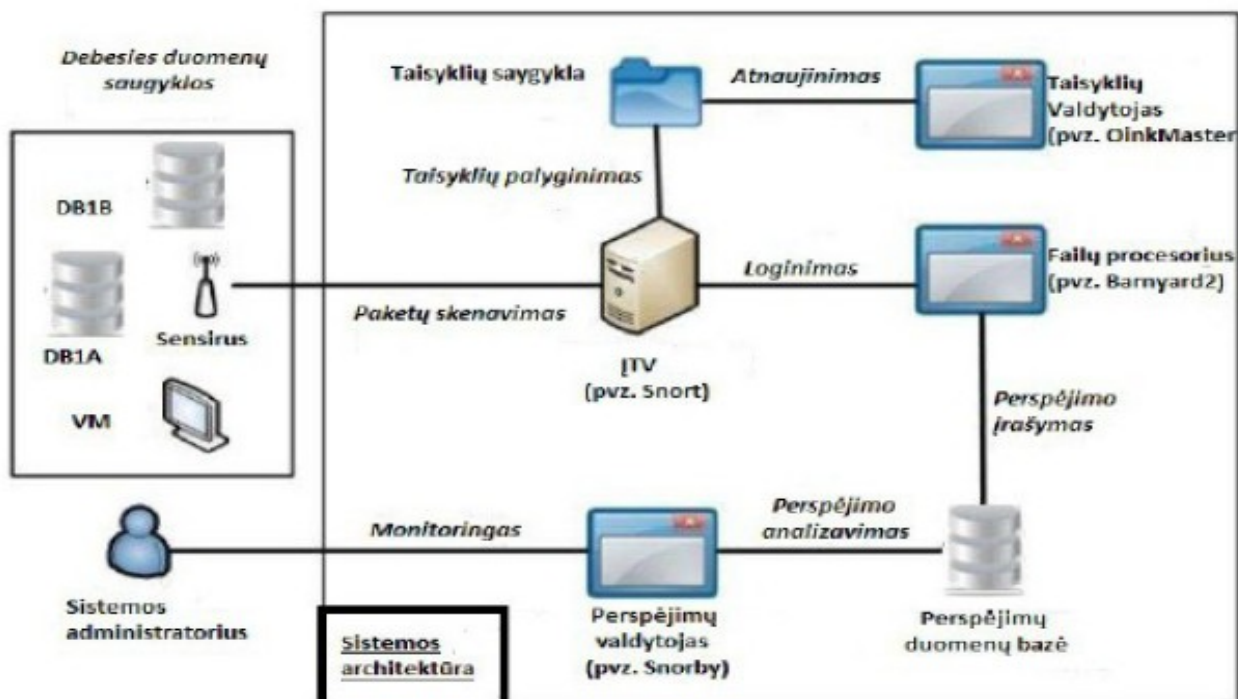 Debesies duomenų
saugyklos
DB1B
DB1A
Sensirus
VM
Sistemos
administratorius
Taisyklių saygykla
Atnaujinimas
Taisyklių
Valdytojas
(pvz. OinkMaster
Taisyklių palyginimas
Paketų skenavimas
ĮTV
(pvz. Snort)
Loginimas
Failų procesorius
(pvz. Barnyard2)
Perspėjimo
įrašymas
Monitoringas
Perspėjimo
analizavimas
Perspėjimų
valdytojas
(pvz. Snorby)
Perspėjimų
duomenų bazė
Sistemos
architektūra